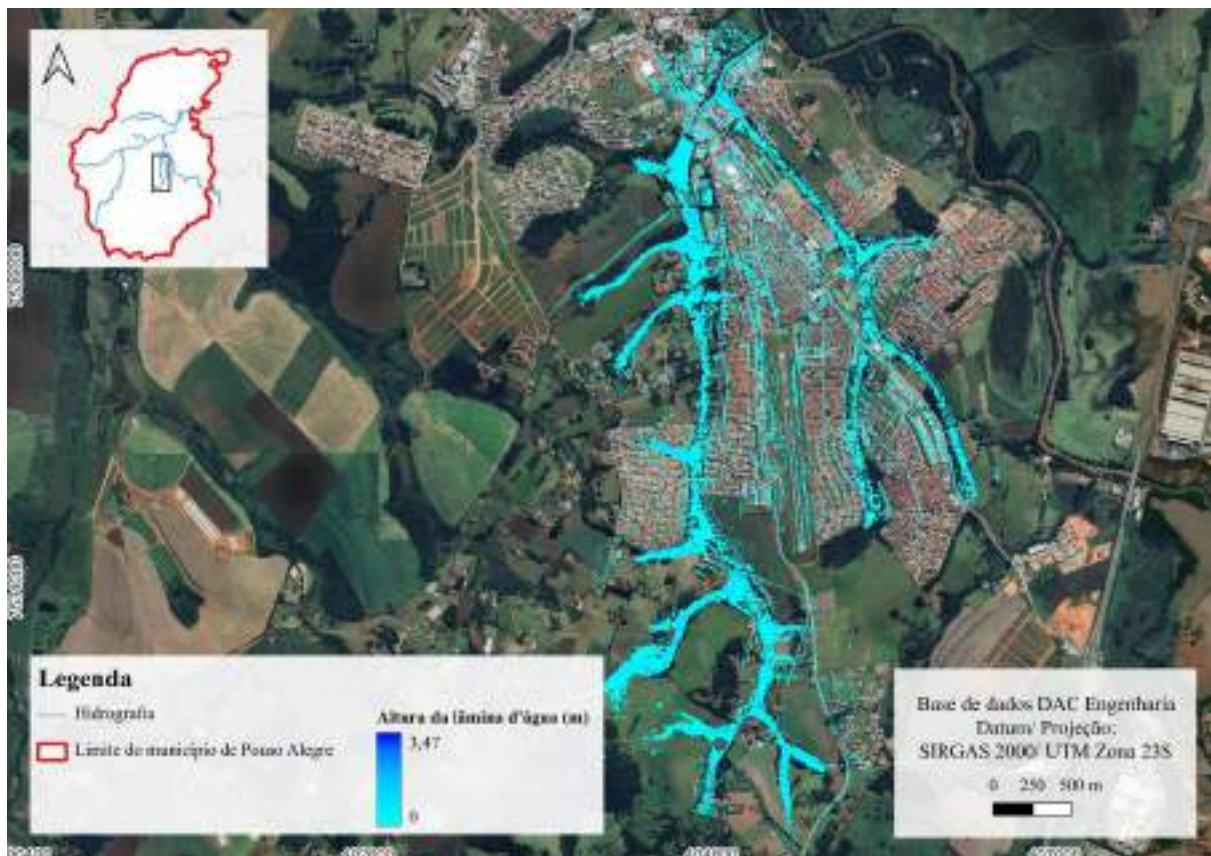 Legenda
Hidrografia
Limite do município de Pouso Alegre
Altura da lâmina d'água (m)
3,47
0
Base de dados DAC Engenharia
Datum/ Projeção:
SIRGAS 2000/ UTM Zona 23S
0 250 500 m